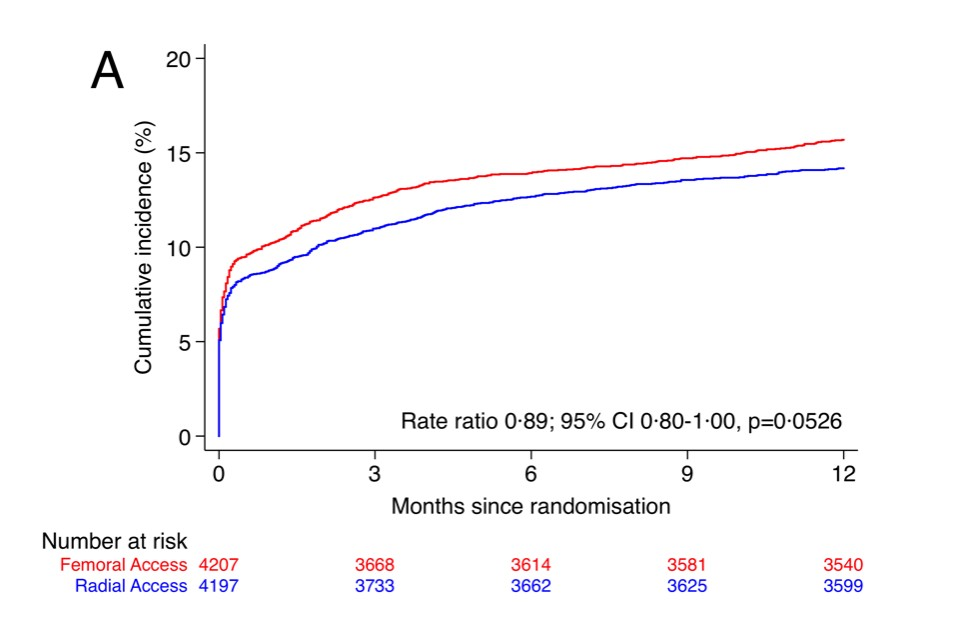 A
20
15
10
5
0
Cumulative incidence (%)
Rate ratio 0·89; 95% CI 0·80-1·00, p=0·0526
0 3 6 9 12
Months since randomisation
Number at risk
Femoral Access 4207 3668 3614 3581 3540
Radial Access 4197 3733 3662 3625 3599